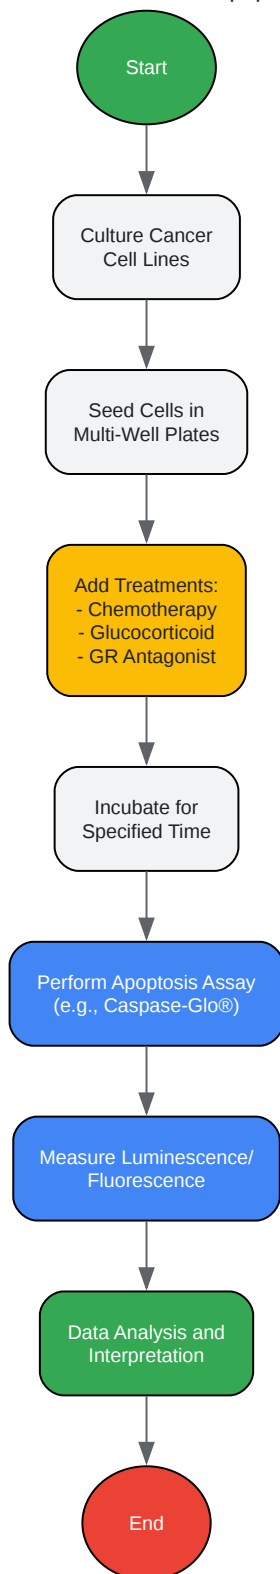 Start
Culture Cancer
Cell Lines
Seed Cells in
Multi-Well Plates
Add Treatments:
- Chemotherapy
- Glucocorticoid
- GR Antagonist
Incubate for
Specified Time
Perform Apoptosis Assay
(e.g., Caspase-Glo®)
Measure Luminescence/
Fluorescence
Data Analysis and
Interpretation
End